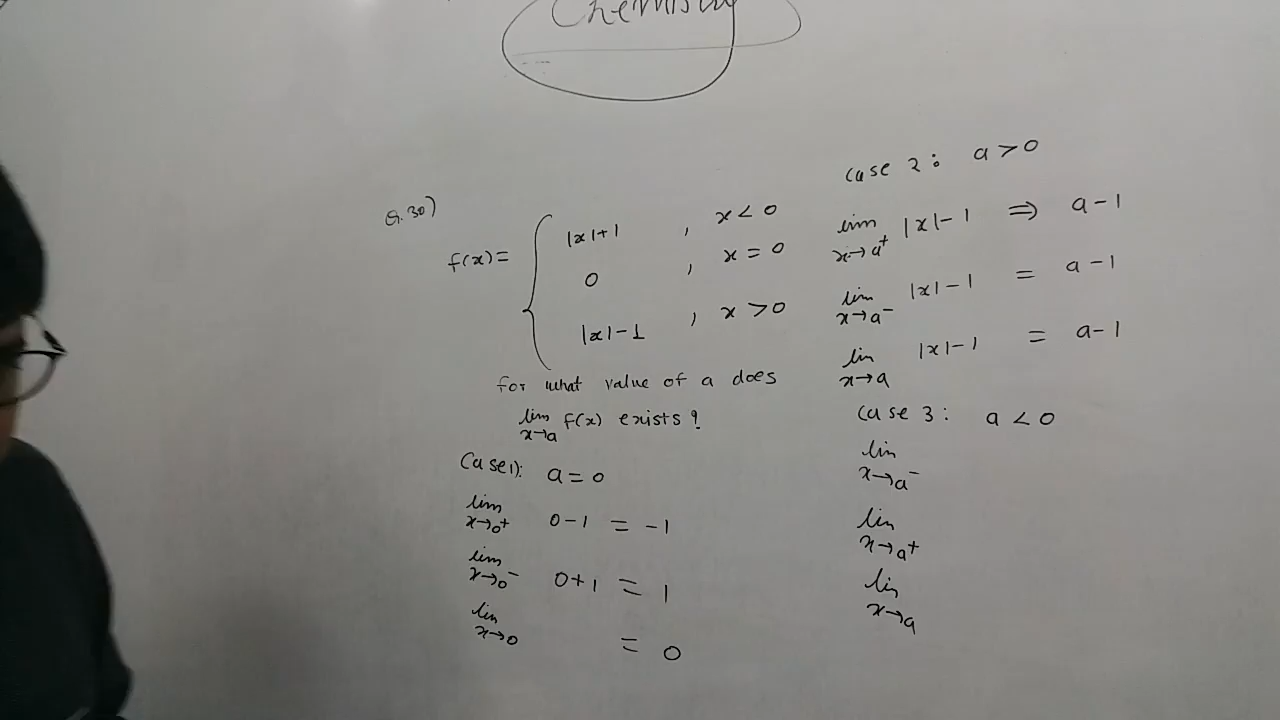 Chemistry
Q.30)
f(x)= { |x|+1 , x<0
0 , x=0
|x|-1 , x>0
for what value of a does
lim x→a f(x) exists?
Case1): a=0
lim x→0⁺ 0-1 = -1
lim x→0⁻ 0+1 = 1
lim x→0 = 0
Case 2: a>0
lim x→a⁺ |x|-1 ⇒ a-1
lim x→a⁻ |x|-1 = a-1
lim x→a |x|-1 = a-1
Case 3: a<0
lim x→a⁻
lim x→a⁺
lim x→a